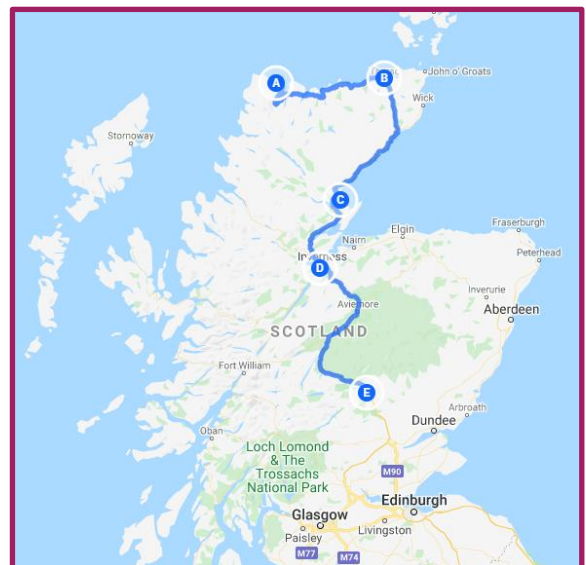 A
B
John o' Groats
Wick
Stornoway
C
Elgin
Fraserburgh
Nairn
Inverness
Peterhead
D
Aviemore
Inverurie
Aberdeen
SCOTLAND
Fort William
E
Arbroath
Dundee
Oban
Loch Lomond
& The
Trossachs
National Park
M90
Edinburgh
Glasgow
Livingston
Paisley
M77
M74